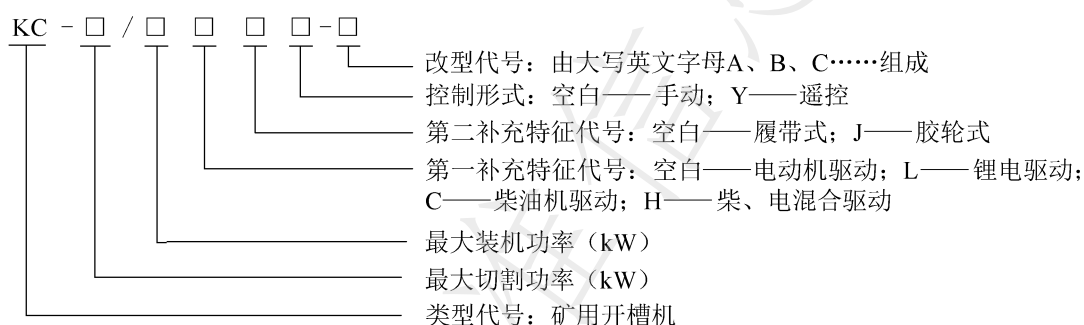 KC-□/□ □ □ □-□
改型代号：由大写英文字母A、B、C……组成
控制形式：空白——手动；Y——遥控
第二补充特征代号：空白——履带式；J——胶轮式
第一补充特征代号：空白——电动机驱动；L——锂电驱动；
C——柴油机驱动；H——柴、电混合驱动
最大装机功率（kW）
最大切割功率（kW）
类型代号：矿用开槽机